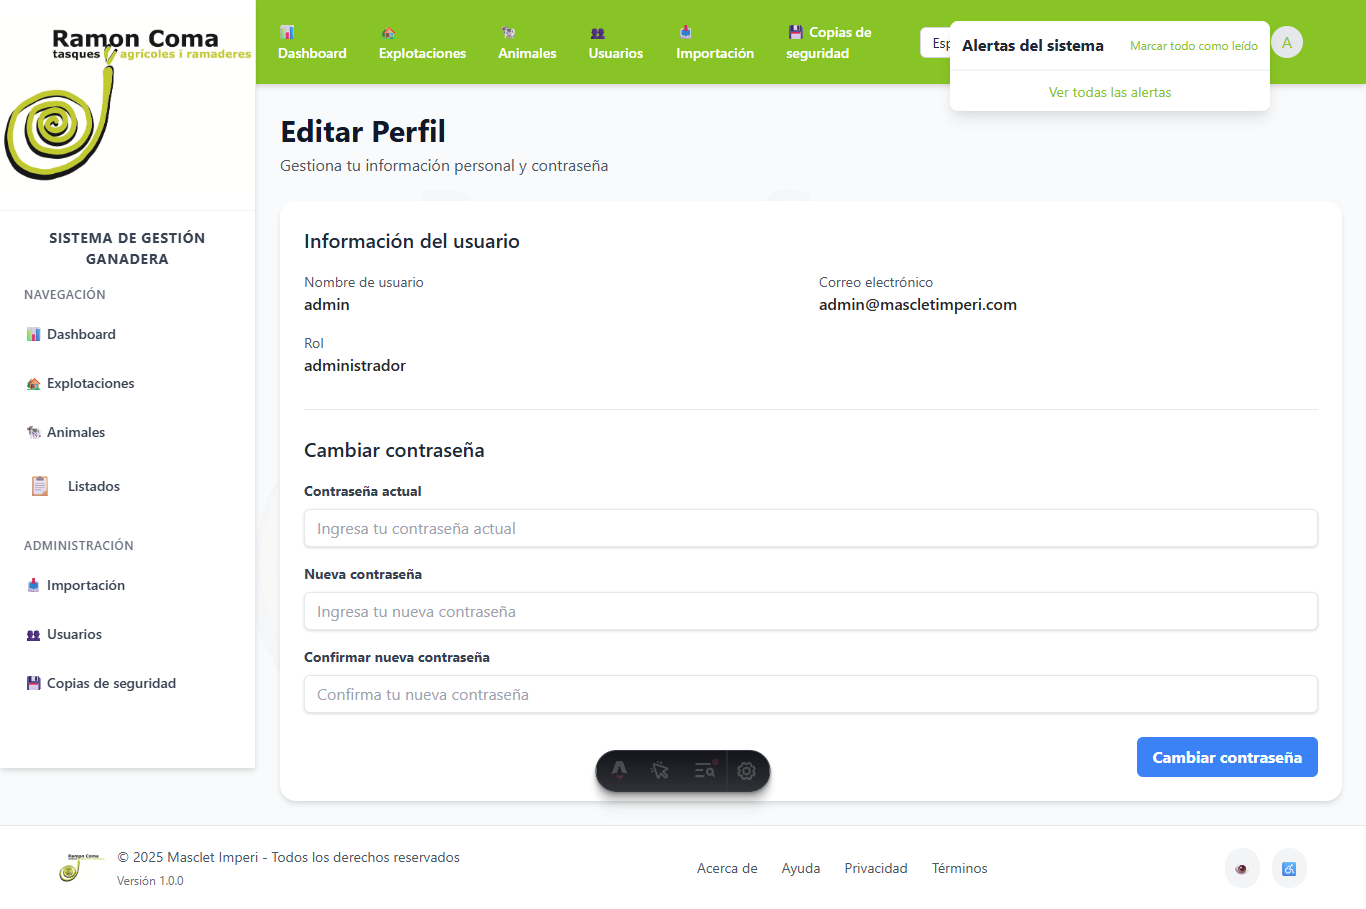 Ramon Coma
tasques i agrícoles i ramaderes
Dashboard
Explotaciones
Animales
Usuarios
Importación
Copias de seguridad
Alertas del sistema
Marcar todo como leído
Ver todas las alertas
A
SISTEMA DE GESTIÓN
GANADERA
NAVEGACIÓN
Dashboard
Explotaciones
Animales
Listados
ADMINISTRACIÓN
Importación
Usuarios
Copias de seguridad
Editar Perfil
Gestiona tu información personal y contraseña
Información del usuario
Nombre de usuario
admin
Correo electrónico
admin@mascletimperi.com
Rol
administrador
Cambiar contraseña
Contraseña actual
Ingresa tu contraseña actual
Nueva contraseña
Ingresa tu nueva contraseña
Confirmar nueva contraseña
Confirma tu nueva contraseña
Cambiar contraseña
Ramon Coma
© 2025 Masclet Imperi - Todos los derechos reservados
Versión 1.0.0
Acerca de
Ayuda
Privacidad
Términos